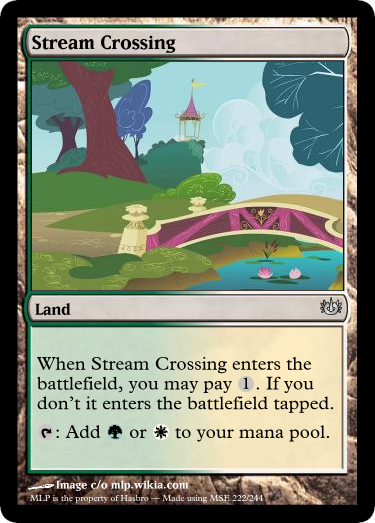 Stream Crossing
Land
When Stream Crossing enters the
battlefield, you may pay 1. If you
don't it enters the battlefield tapped.
: Add or to your mana pool.
Image c/o mlp.wikia.com
MLP is the property of Hasbro — Made using MSE 222/244